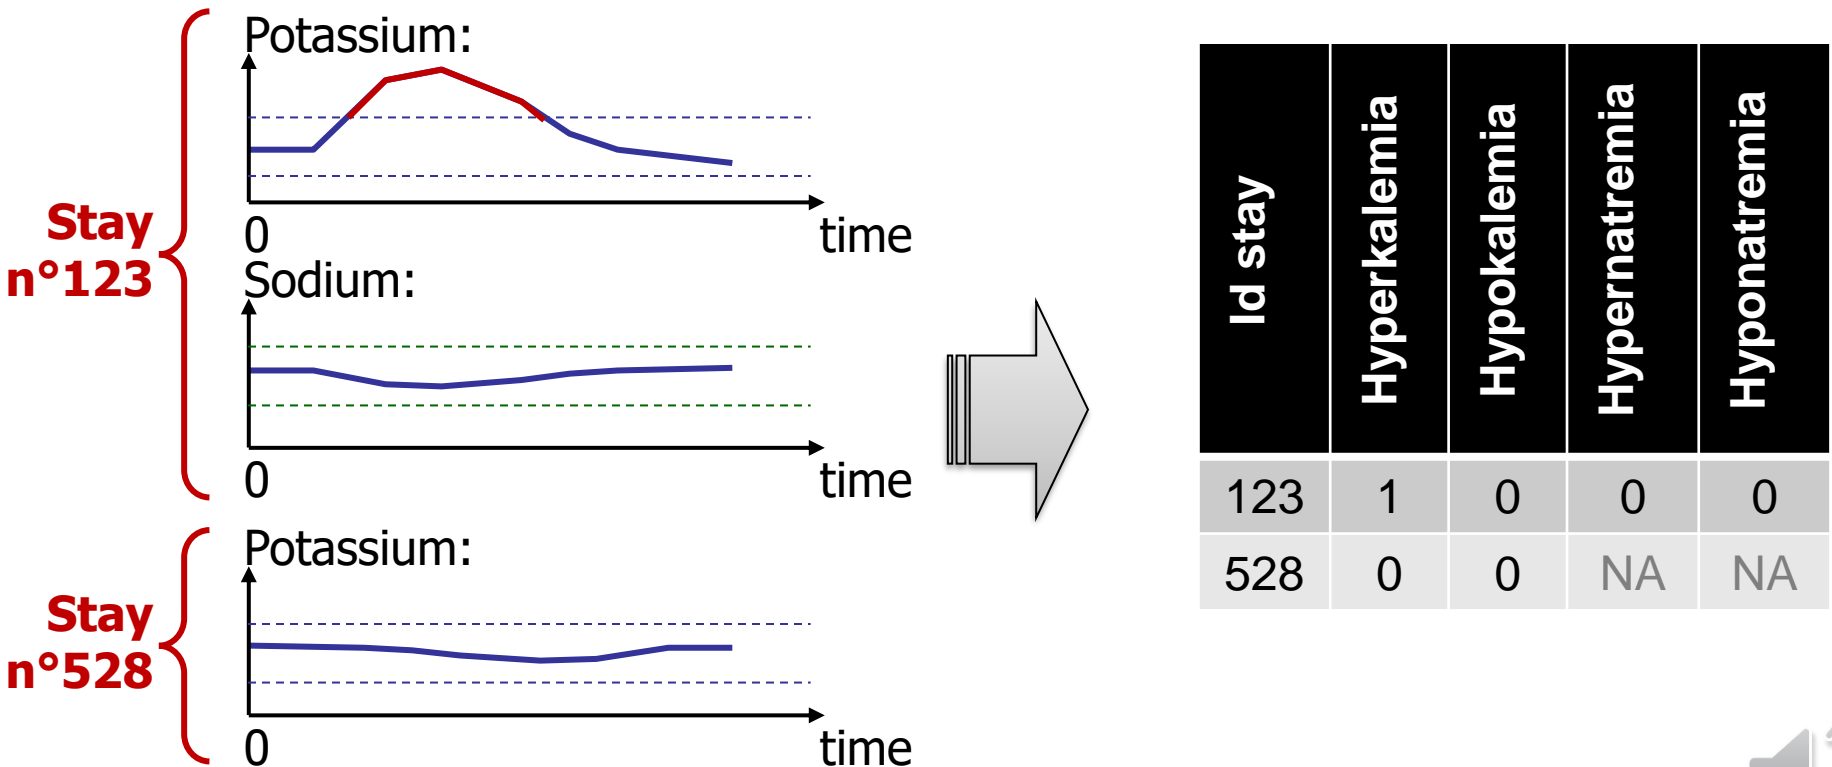 Potassium:
Stay
n°123
0
time
Sodium:
0
time
Potassium:
Stay
n°528
0
time
Id stay
Hyperkalemia
Hypokalemia
Hypernatremia
Hyponatremia
123 1 0 0 0
528 0 0 NA NA